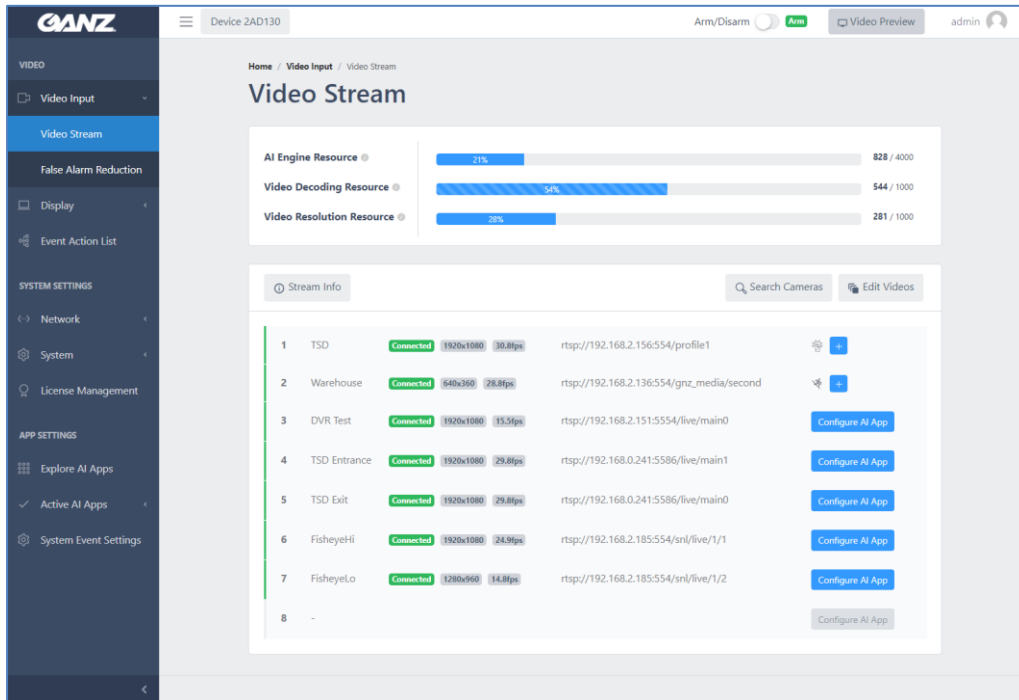 GANZ
Device 2AD130
Arm/Disarm Arm
Video Preview
admin
VIDEO
Video Input
Video Stream
False Alarm Reduction
Display
Event Action List
SYSTEM SETTINGS
Network
System
License Management
APP SETTINGS
Explore AI Apps
Active AI Apps
System Event Settings
Home / Video Input / Video Stream
Video Stream
AI Engine Resource 21% 828 / 4000
Video Decoding Resource 54% 544 / 1000
Video Resolution Resource 28% 281 / 1000
Stream Info Search Cameras Edit Videos
1 TSD Connected 1920x1080 30.8fps rtsp://192.168.2.156:554/profile1 +
2 Warehouse Connected 640x360 28.8fps rtsp://192.168.2.136:554/gnz_media/second +
3 DVR Test Connected 1920x1080 15.5fps rtsp://192.168.2.151:5554/live/main0 Configure AI App
4 TSD Entrance Connected 1920x1080 29.8fps rtsp://192.168.0.241:5586/live/main1 Configure AI App
5 TSD Exit Connected 1920x1080 29.8fps rtsp://192.168.0.241:5586/live/main0 Configure AI App
6 FisheyeHi Connected 1920x1080 24.9fps rtsp://192.168.2.185:554/snl/live/1/1 Configure AI App
7 FisheyeLo Connected 1280x960 14.8fps rtsp://192.168.2.185:554/snl/live/1/2 Configure AI App
8 - Configure AI App